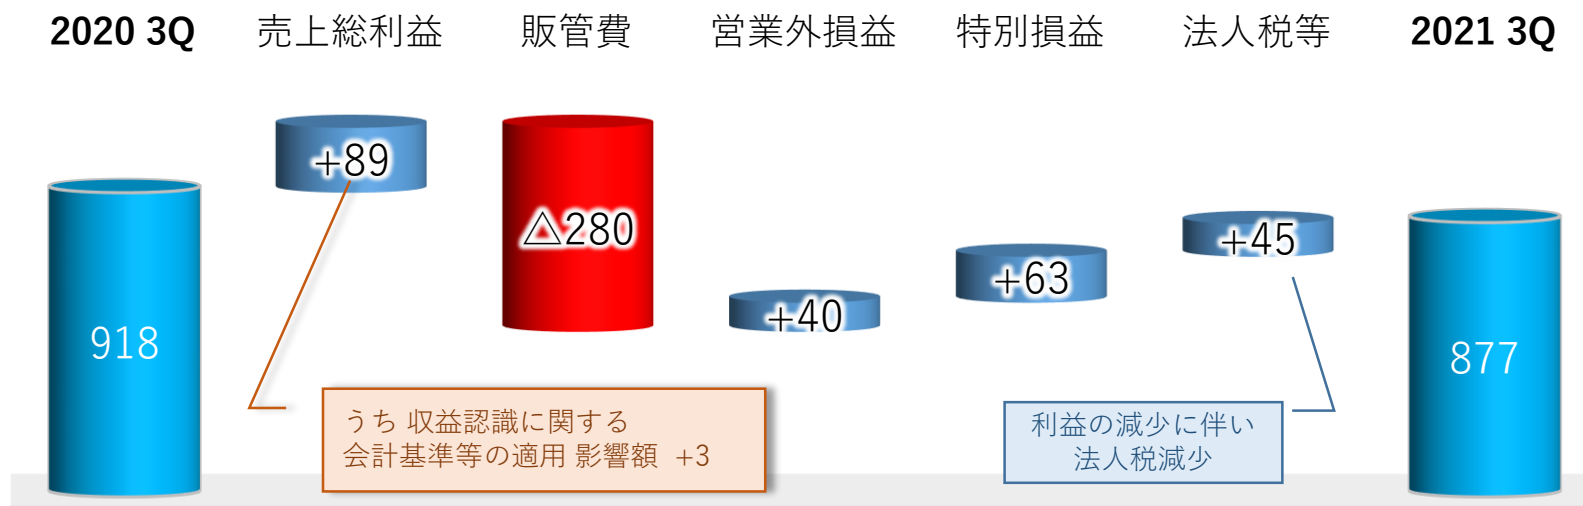 2020 3Q 売上総利益 販管費 営業外損益 特別損益 法人税等 2021 3Q
+89
△280
+40
+63
+45
918
877
うち 収益認識に関する
会計基準等の適用 影響額 +3
利益の減少に伴い
法人税減少